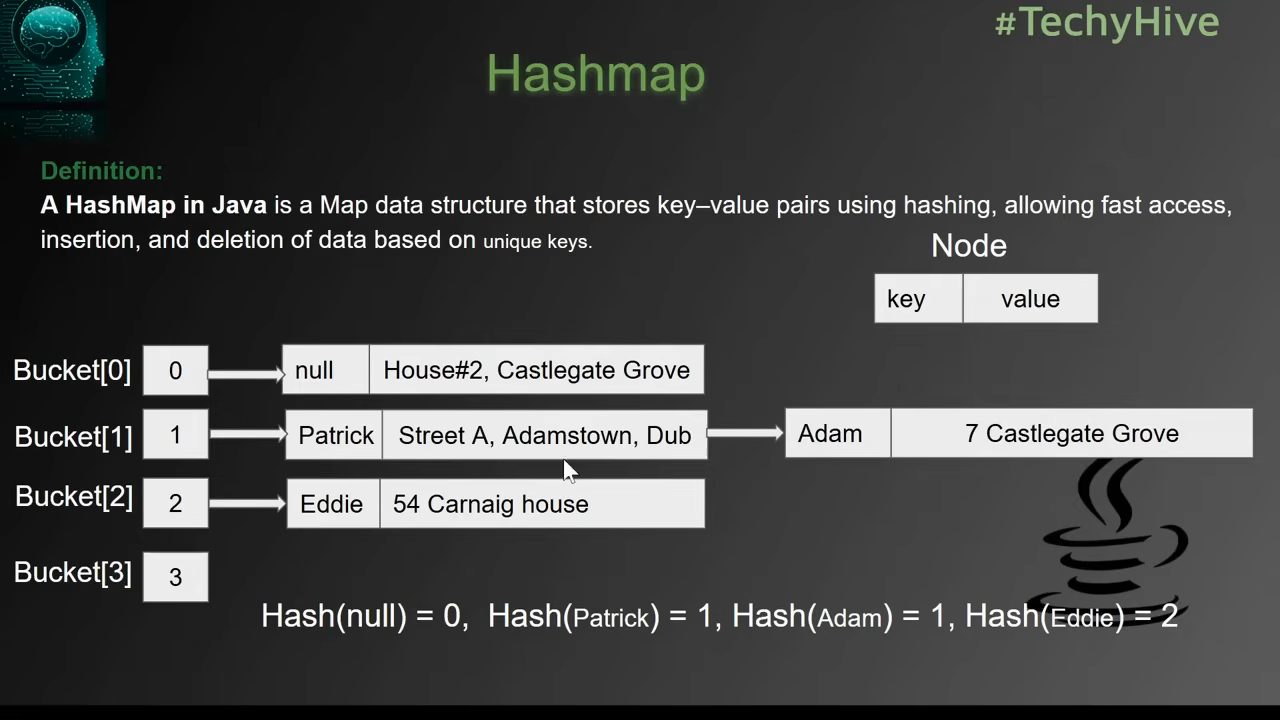 #TechyHive
Hashmap
Definition:
A HashMap in Java is a Map data structure that stores key–value pairs using hashing, allowing fast access,
insertion, and deletion of data based on unique keys.
Node
key value
Bucket[0] 0 null House#2, Castlegate Grove
Bucket[1] 1 Patrick Street A, Adamstown, Dub Adam 7 Castlegate Grove
Bucket[2] 2 Eddie 54 Carnaig house
Bucket[3] 3
Hash(null) = 0, Hash(Patrick) = 1, Hash(Adam) = 1, Hash(Eddie) = 2